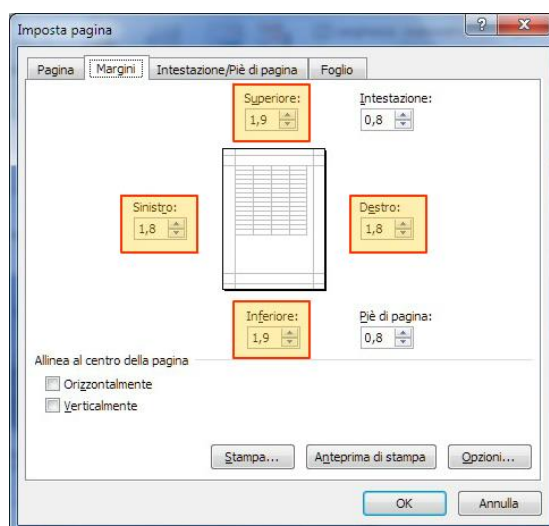 Imposta pagina
Pagina Margini Intestazione/Piè di pagina Foglio
Superiore: Intestazione:
1,9 0,8
Sinistro: Destro:
1,8 1,8
Inferiore: Piè di pagina:
1,9 0,8
Allinea al centro della pagina
Orizzontalmente
Verticalmente
Stampa... Anteprima di stampa Opzioni...
OK Annulla